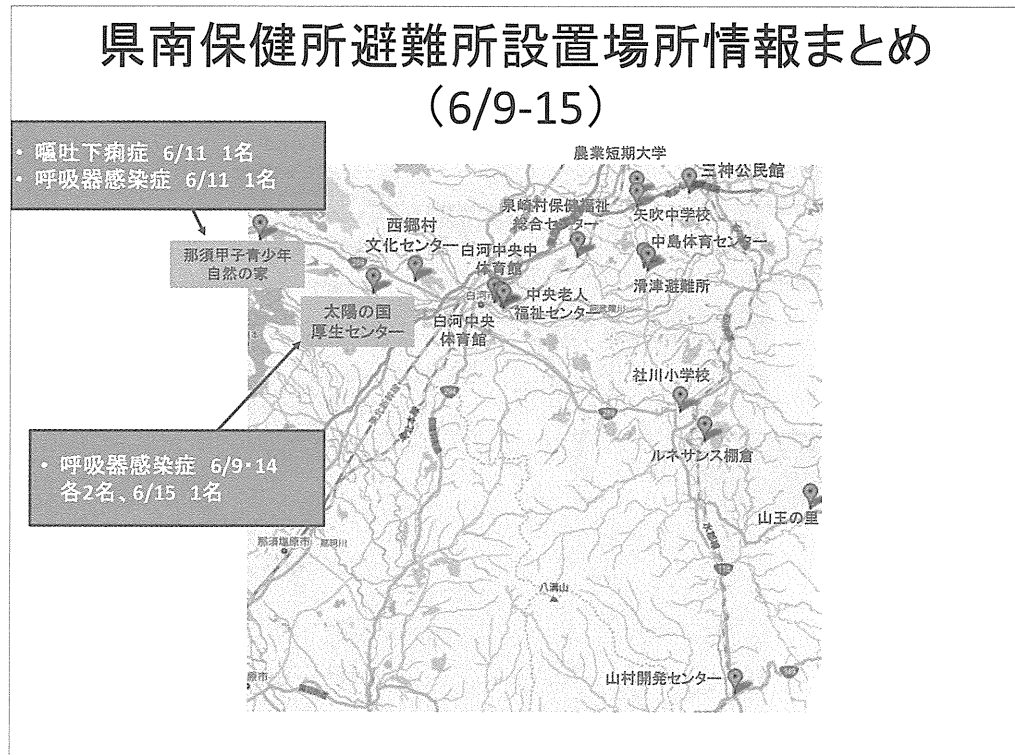 県南保健所避難所設置場所情報まとめ
（6/9-15）
・ 嘔吐下痢症 6/11 1名
・ 呼吸器感染症 6/11 1名
農業短期大学
三神公民館
矢吹中学校
泉崎村保健福祉
総合センター
西郷村
文化センター
白河中央中
体育館
中島体育センター
滑津避難所
那須甲子青少年
自然の家
太陽の国
厚生センター
白河中央
体育館
中央老人
福祉センター
社川小学校
ルネサンス棚倉
・ 呼吸器感染症 6/9・14
各2名、6/15 1名
山王の里
那須塩原市
那珂川
水郡線
八溝山
山村開発センター
原市